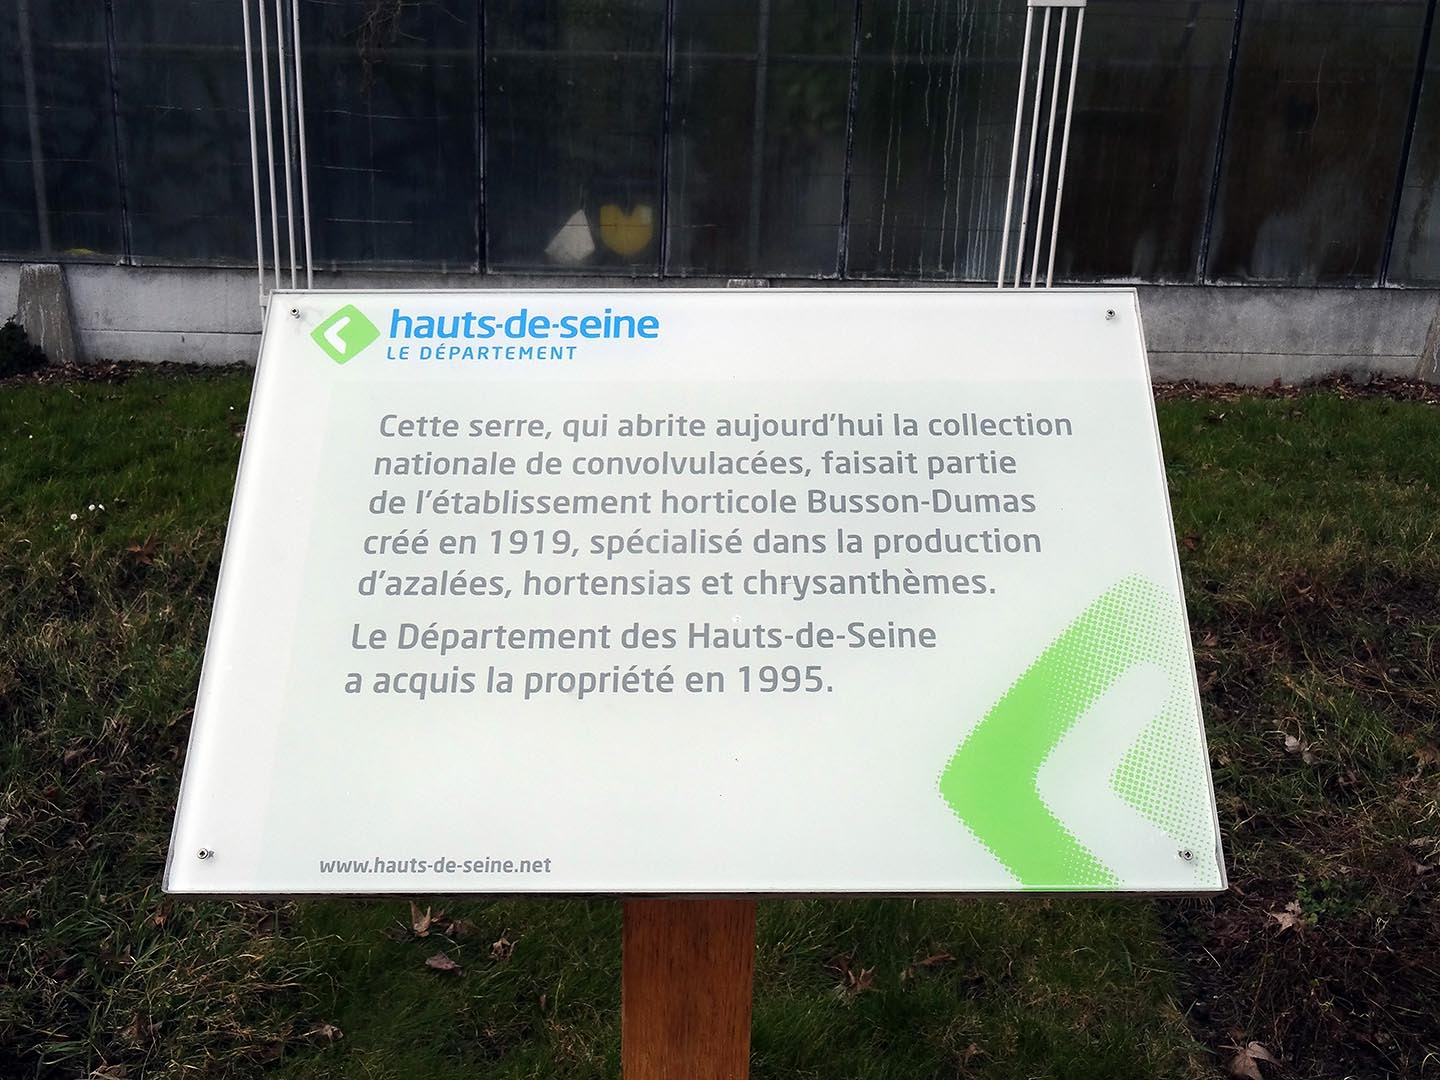 hauts-de-seine
LE DÉPARTEMENT
Cette serre, qui abrite aujourd'hui la collection
nationale de convolvulacées, faisait partie
de l'établissement horticole Busson-Dumas
créé en 1919, spécialisé dans la production
d'azalées, hortensias et chrysanthèmes.
Le Département des Hauts-de-Seine
a acquis la propriété en 1995.
www.hauts-de-seine.net